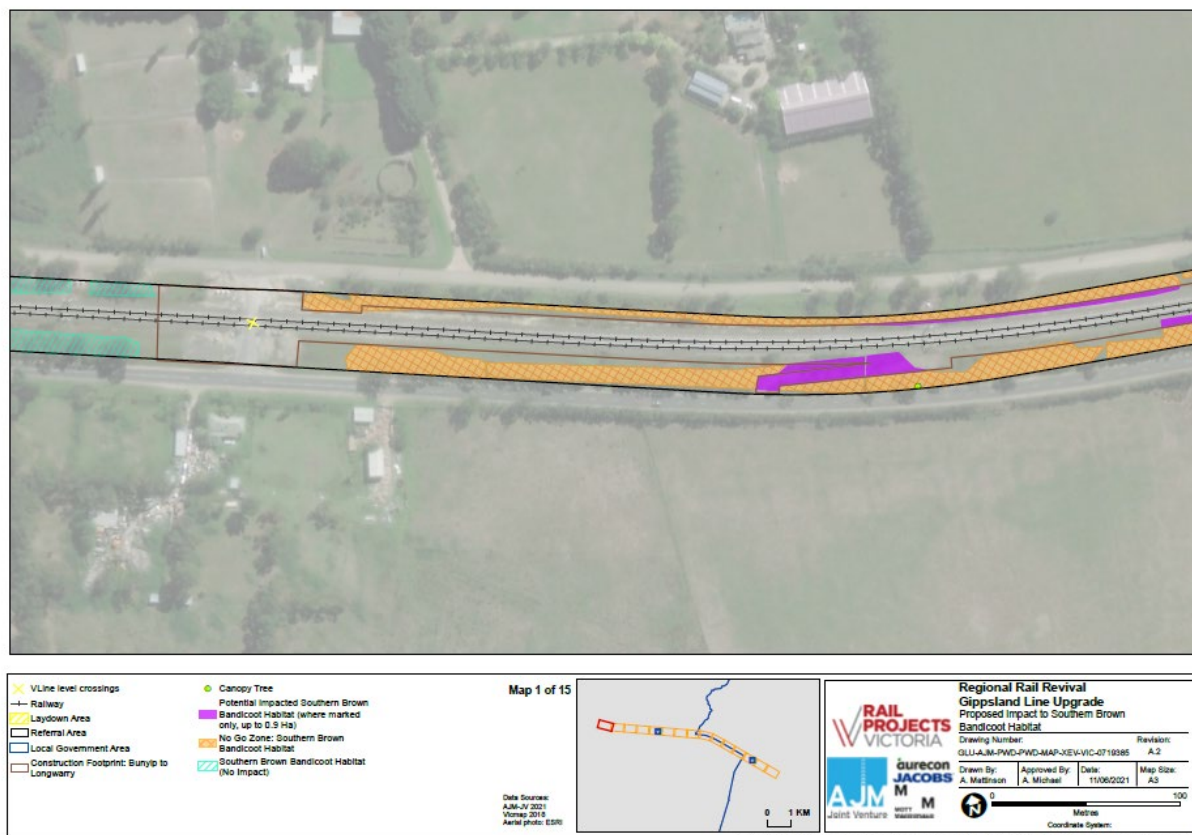 VLine level crossings
Railway
Laydown Area
Referral Area
Local Government Area
Construction Footprint: Bunyip to
Longwarry
Canopy Tree
Potential Impacted Southern Brown
Bandicoot Habitat (where marked
only, up to 0.9 Ha)
No Go Zone: Southern Brown
Bandicoot Habitat
Southern Brown Bandicoot Habitat
(No Impact)
Map 1 of 15
Data Sources:
AJM-JV 2021
Vicmap 2018
Aerial photo: ESRI
0 1 KM
RAIL
PROJECTS
VICTORIA
AJM
Joint Venture
aurecon
JACOBS
M M
MOTT
MACDONALD
Regional Rail Revival
Gippsland Line Upgrade
Proposed Impact to Southern Brown
Bandicoot Habitat
Drawing Number: Revision:
GLU-AJM-PWD-PWD-MAP-XEV-VIC-0719385 A.2
Drawn By: Approved By: Date: Map Size:
A. Mattinson A. Michael 11/06/2021 A3
N
0 100
Metres
Coordinate System: